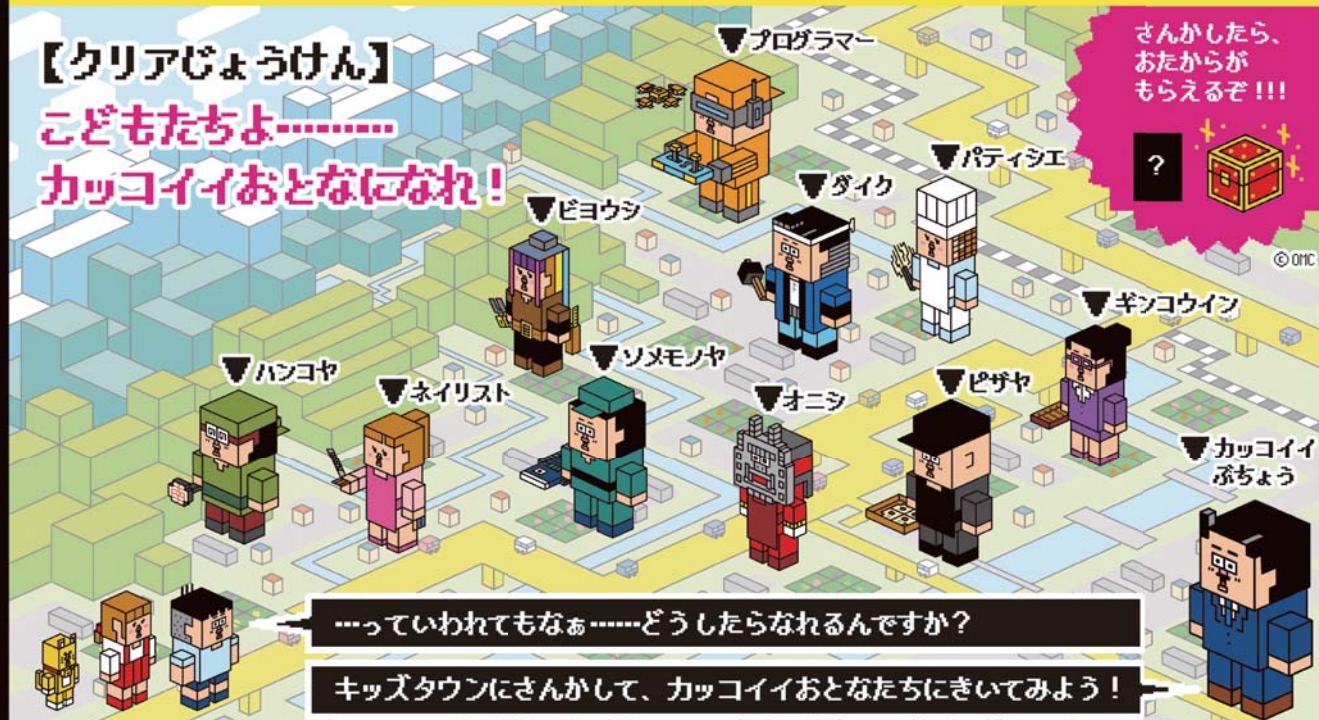 【クリアじょうけん】
こどもたちよ………
カッコイイおとなになれ！
さんかしたら、
おたからが
もらえるぞ!!!
?
© OMC
▼プログラマー
▼パティシエ
▼ダイク
▼ビヨウシ
▼ギンコウイン
▼ソメモノヤ
▼ハンコヤ
▼ネイリスト
▼オニシ
▼ピザヤ
▼カッコイイ
ぶちょう
…っていわれてもなぁ……どうしたらなれるんですか？
キッズタウンにさんかして、カッコイイおとなたちにきいてみよう！